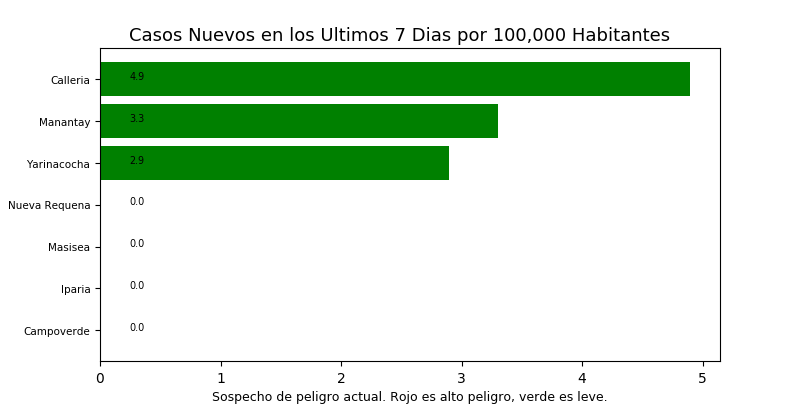 Casos Nuevos en los Ultimos 7 Dias por 100,000 Habitantes
Calleria 4.9
Manantay 3.3
Yarinacocha 2.9
Nueva Requena 0.0
Masisea 0.0
Iparia 0.0
Campoverde 0.0
0 1 2 3 4 5
Sospecho de peligro actual. Rojo es alto peligro, verde es leve.